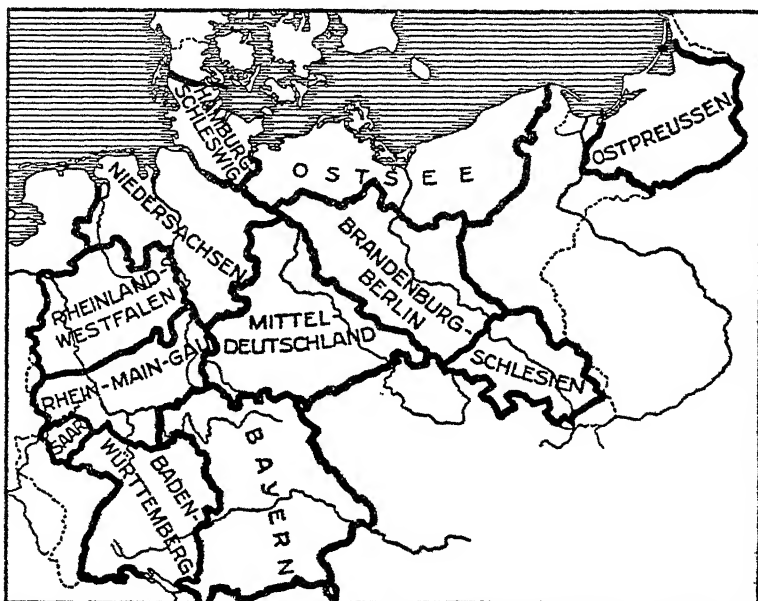 HAMBURG-
SCHLESWIG
OSTSEE
OSTPREUSSEN
NIEDERSACHSEN
BRANDENBURG-
BERLIN
RHEINLAND-
WESTFALEN
MITTEL-
DEUTSCHLAND
SCHLESIEN
RHEIN-MAIN-GAU
SAAR
BADEN-
WÜRTTEMBERG
BAYERN